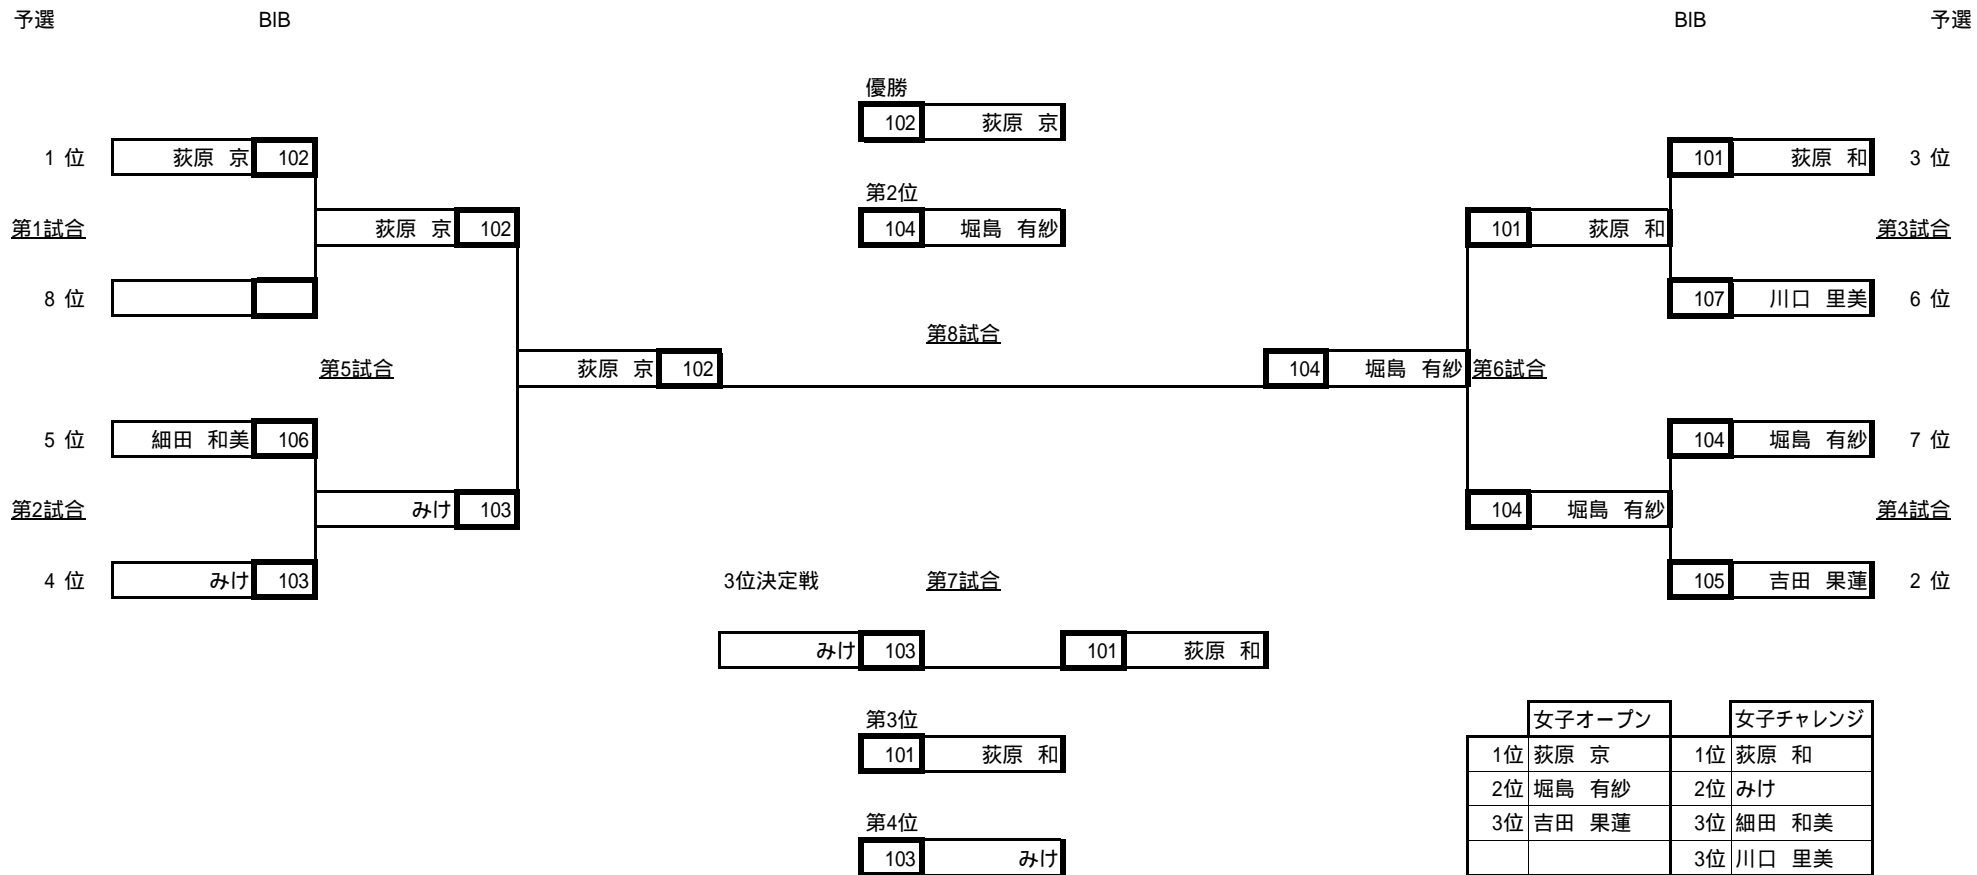 予選 BIB BIB 予選
優勝
102 荻原 京
1 位 荻原 京 102 101 荻原 和 3 位
第2位
第1試合 荻原 京 102 104 堀島 有紗 101 荻原 和 第3試合
8 位 107 川口 里美 6 位
第8試合
第5試合 荻原 京 102 104 堀島 有紗 第6試合
5 位 細田 和美 106 104 堀島 有紗 7 位
第2試合 みけ 103 104 堀島 有紗 第4試合
4 位 みけ 103 3位決定戦 第7試合 105 吉田 果蓮 2 位
みけ 103 101 荻原 和
第3位 女子オープン 女子チャレンジ
101 荻原 和 1位 荻原 京 1位 荻原 和
2位 堀島 有紗 2位 みけ
第4位 3位 吉田 果蓮 3位 細田 和美
103 みけ 3位 川口 里美